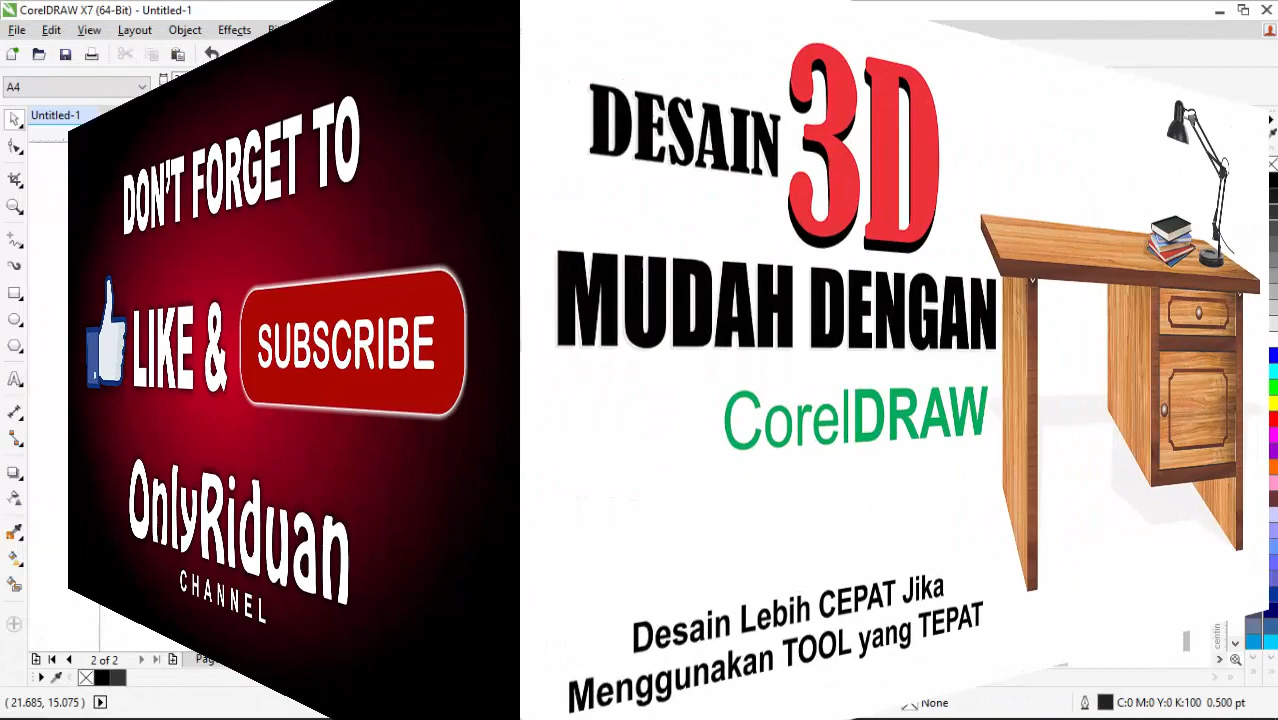 CorelDRAW X7 (64-Bit) - Untitled-1
File Edit View Layout Object Effects
A4
Untitled-1
DON'T FORGET TO
LIKE & SUBSCRIBE
OnlyRiduan
CHANNEL
DESAIN 3D
MUDAH DENGAN
CorelDRAW
Desain Lebih CEPAT Jika
Menggunakan TOOL yang TEPAT
2 of 2
(21.685, 15.075)
None
C:0 M:0 Y:0 K:100 0.500 pt